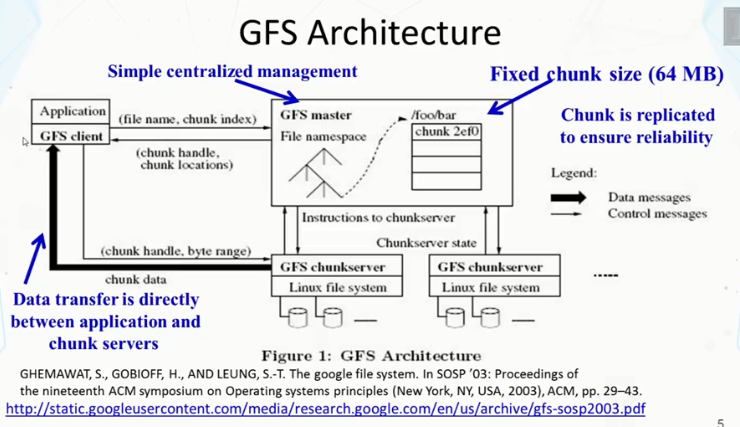 GFS Architecture
Simple centralized management
Fixed chunk size (64 MB)
Application
GFS client
(file name, chunk index)
(chunk handle,
chunk locations)
GFS master
File namespace
/foo/bar
chunk 2ef0
Chunk is replicated
to ensure reliability
Legend:
Data messages
Control messages
Instructions to chunkserver
Chunkserver state
(chunk handle, byte range)
chunk data
GFS chunkserver
Linux file system
GFS chunkserver
Linux file system
Data transfer is directly
between application and
chunk servers
Figure 1: GFS Architecture
GHEMAWAT, S., GOBIOFF, H., AND LEUNG, S.-T. The google file system. In SOSP '03: Proceedings of
the nineteenth ACM symposium on Operating systems principles (New York, NY, USA, 2003), ACM, pp. 29–43.
http://static.googleusercontent.com/media/research.google.com/en/us/archive/gfs-sosp2003.pdf
5